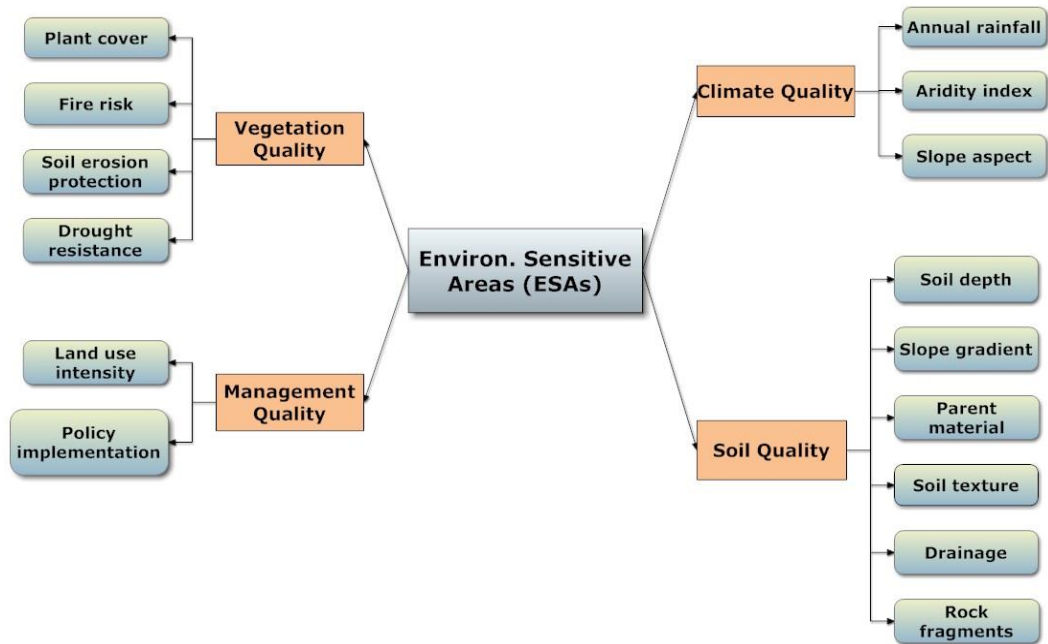 Plant cover
Fire risk
Soil erosion
protection
Drought
resistance
Vegetation
Quality
Land use
intensity
Policy
implementation
Management
Quality
Environ. Sensitive
Areas (ESAs)
Climate Quality
Annual rainfall
Aridity index
Slope aspect
Soil Quality
Soil depth
Slope gradient
Parent
material
Soil texture
Drainage
Rock
fragments